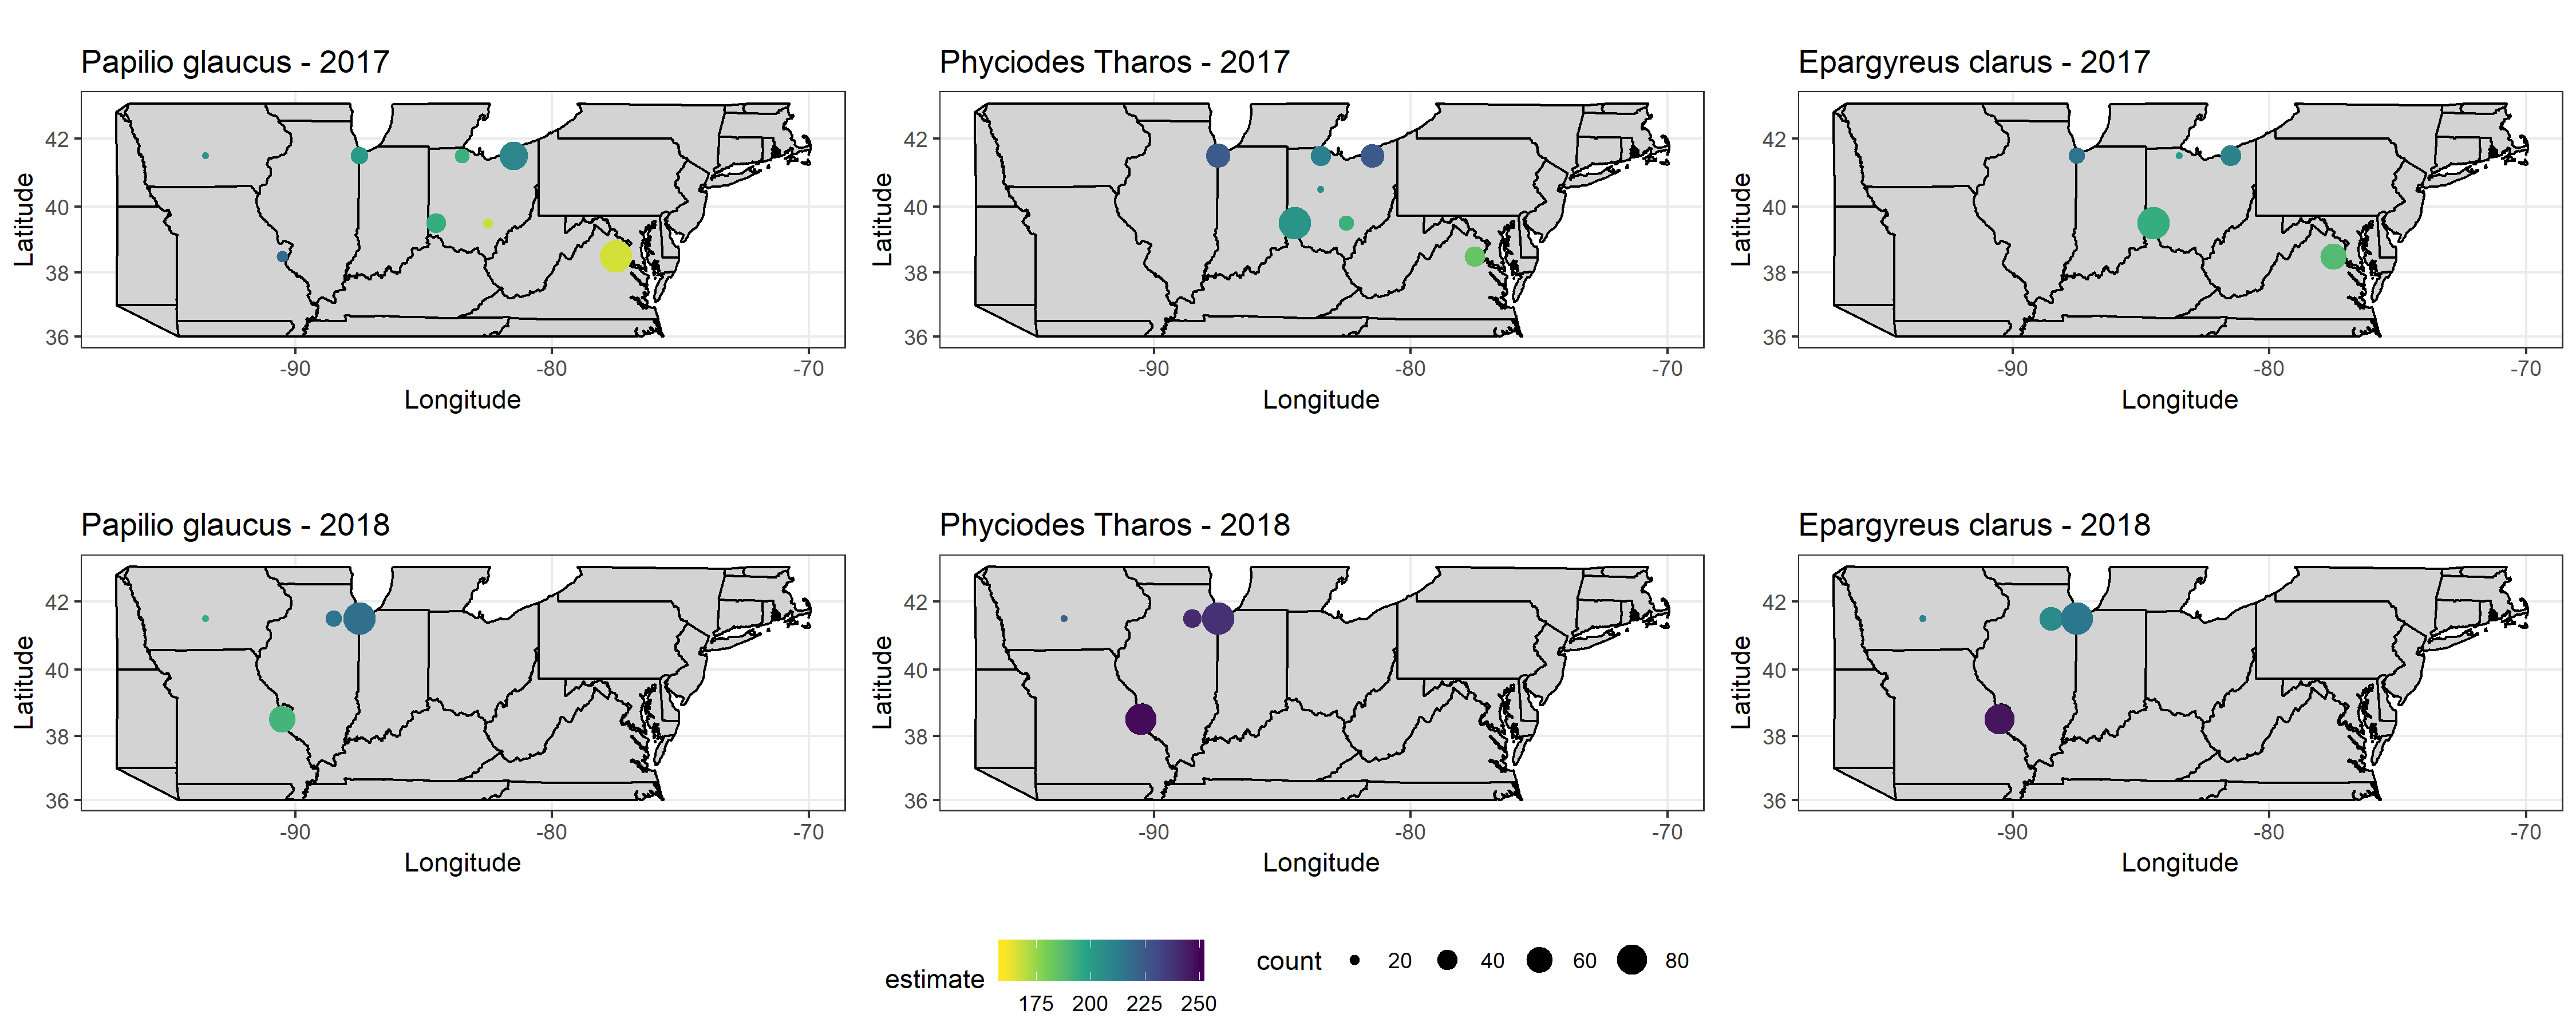 Papilio glaucus - 2017
Phyciodes Tharos - 2017
Epargyreus clarus - 2017
Latitude
42
40
38
36
-90
-80
-70
Longitude
Latitude
42
40
38
36
-90
-80
-70
Longitude
Latitude
42
40
38
36
-90
-80
-70
Longitude
Papilio glaucus - 2018
Phyciodes Tharos - 2018
Epargyreus clarus - 2018
Latitude
42
40
38
36
-90
-80
-70
Longitude
Latitude
42
40
38
36
-90
-80
-70
Longitude
Latitude
42
40
38
36
-90
-80
-70
Longitude
estimate
175 200 225 250
count 20 40 60 80